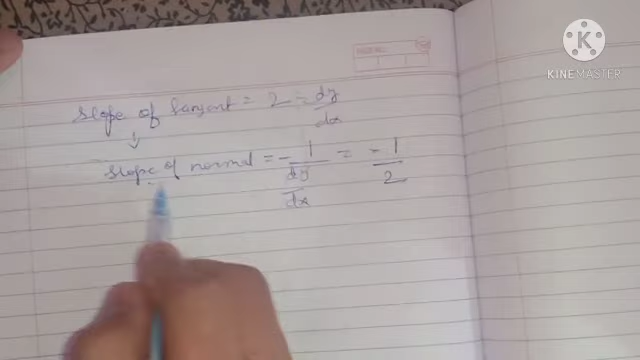 slope of tangent = 2 = dy/dx
↓
slope of normal = - 1/(dy/dx) = - 1/2
KINEMASTER